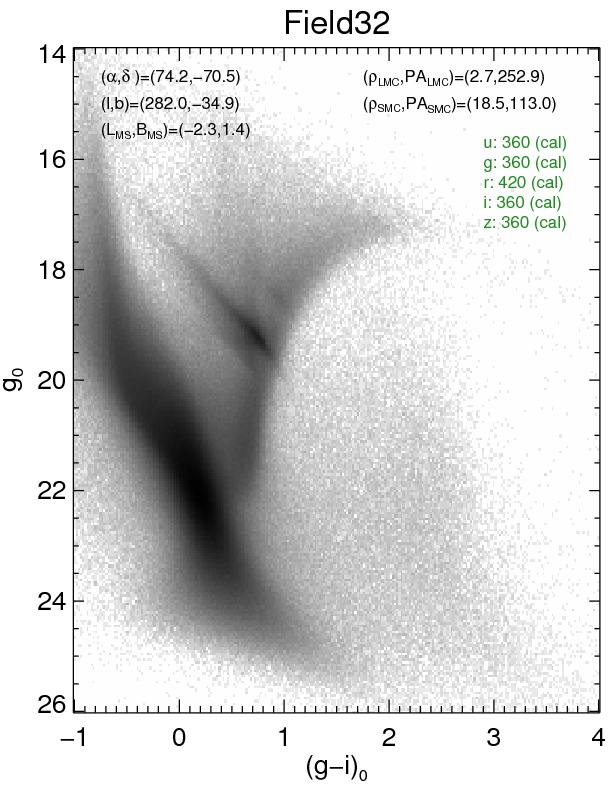 Field32
(α,δ)=(74.2,−70.5)
(ρLMC,PALMC)=(2.7,252.9)
(l,b)=(282.0,−34.9)
(ρSMC,PASMC)=(18.5,113.0)
(LMS,BMS)=(−2.3,1.4)
u: 360 (cal)
g: 360 (cal)
r: 420 (cal)
i: 360 (cal)
z: 360 (cal)
14
16
18
20
22
24
26
g0
−1 0 1 2 3 4
(g−i)0